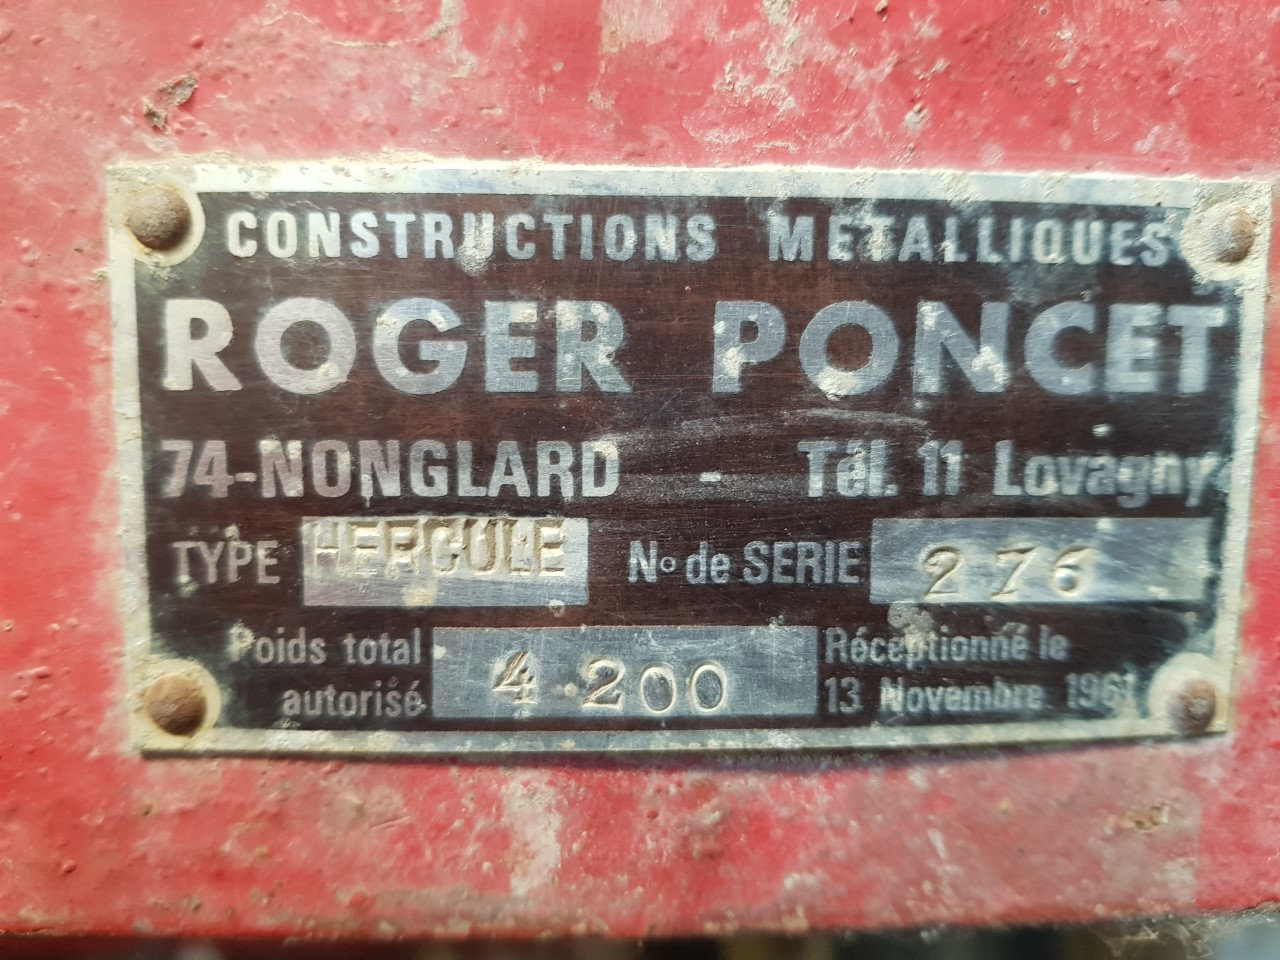 CONSTRUCTIONS METALLIQUES
ROGER PONCET
74-NONGLARD - Tél. 11 Lovagny
TYPE HERCULE No de SERIE 276
Poids total autorisé 4 200 Réceptionné le
13 Novembre 1961